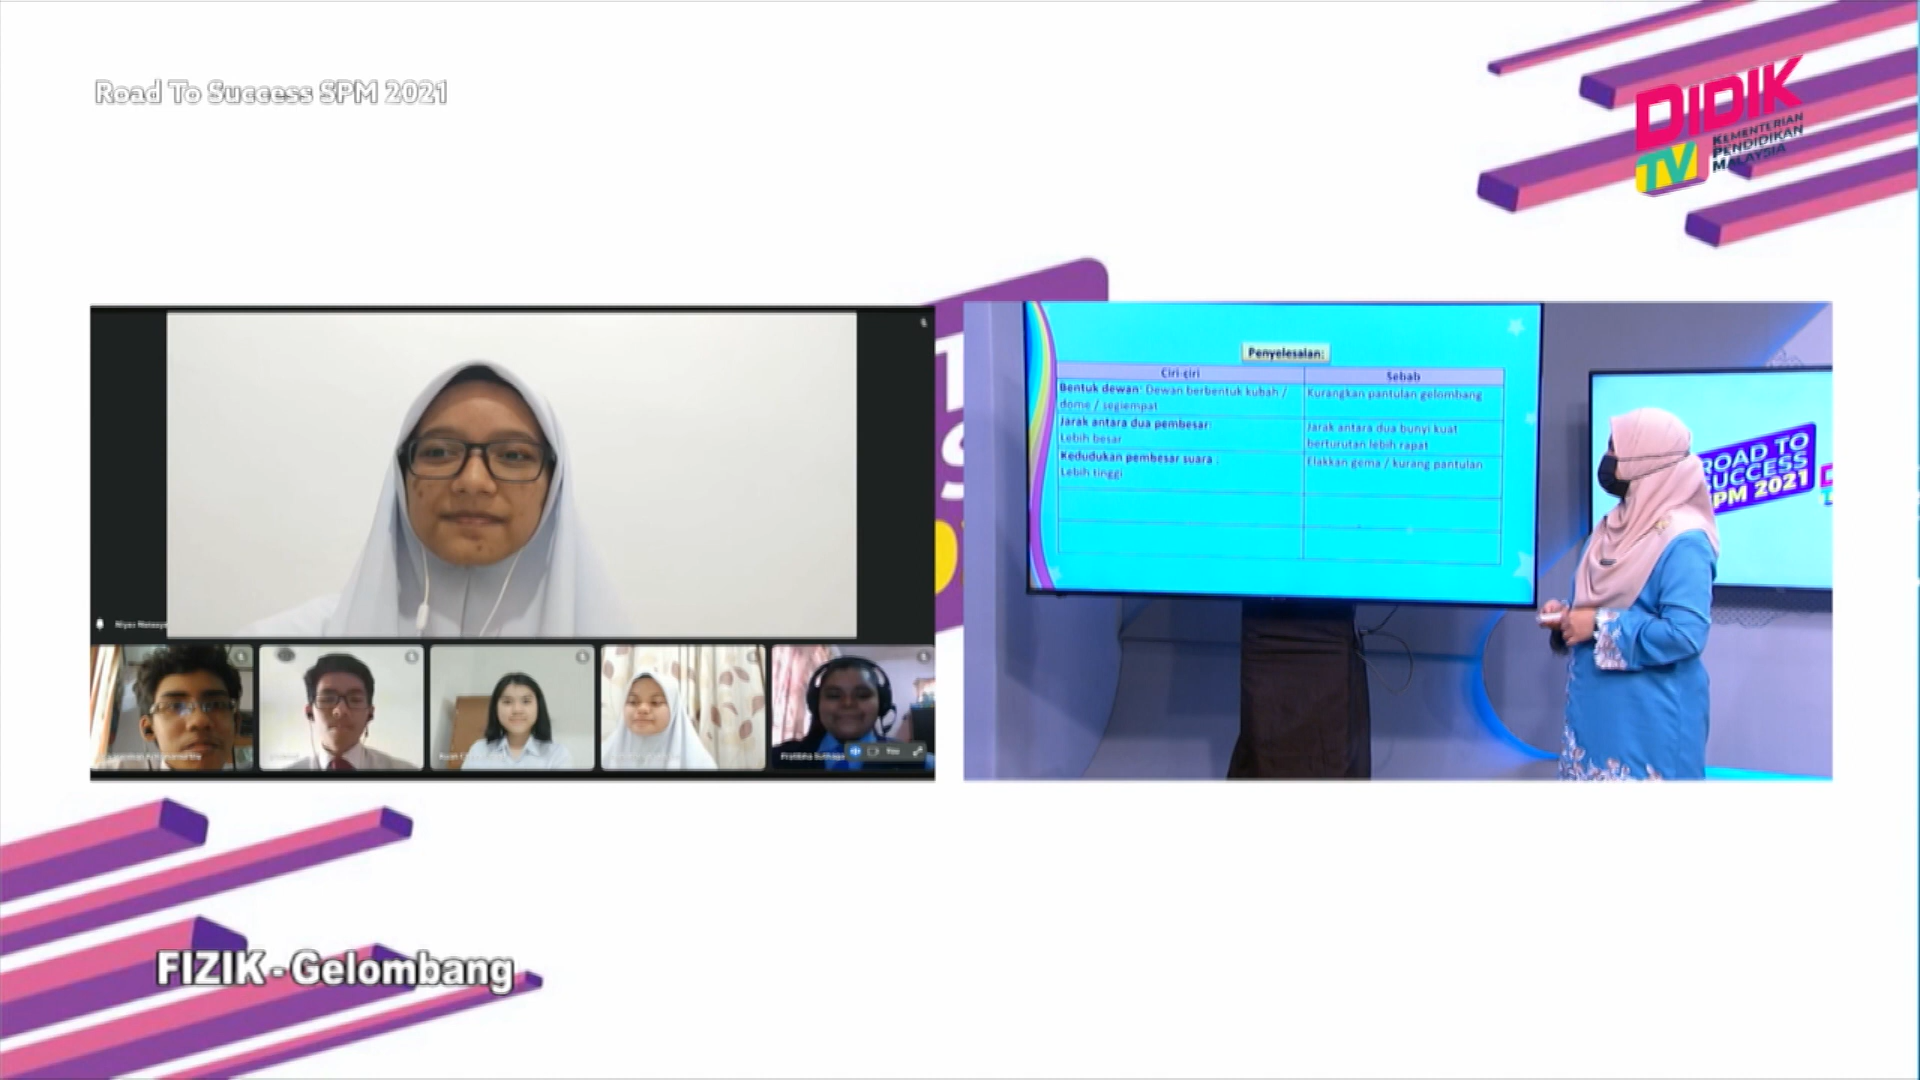 Road To Success SPM 2021
DIDIK
TV
KEMENTERIAN
PENDIDIKAN
MALAYSIA
Penyelesaian:
Ciri-ciri
Sebab
Bentuk dewan: Dewan berbentuk kubah /
dome / segiempat
Kurangkan pantulan gelombang
Jarak antara dua pembesar:
Lebih besar
Jarak antara dua bunyi kuat
berturutan lebih rapat
Kedudukan pembesar suara :
Lebih tinggi
Elakkan gema / kurang pantulan
ROAD TO
SUCCESS
SPM 2021
You
FIZIK - Gelombang